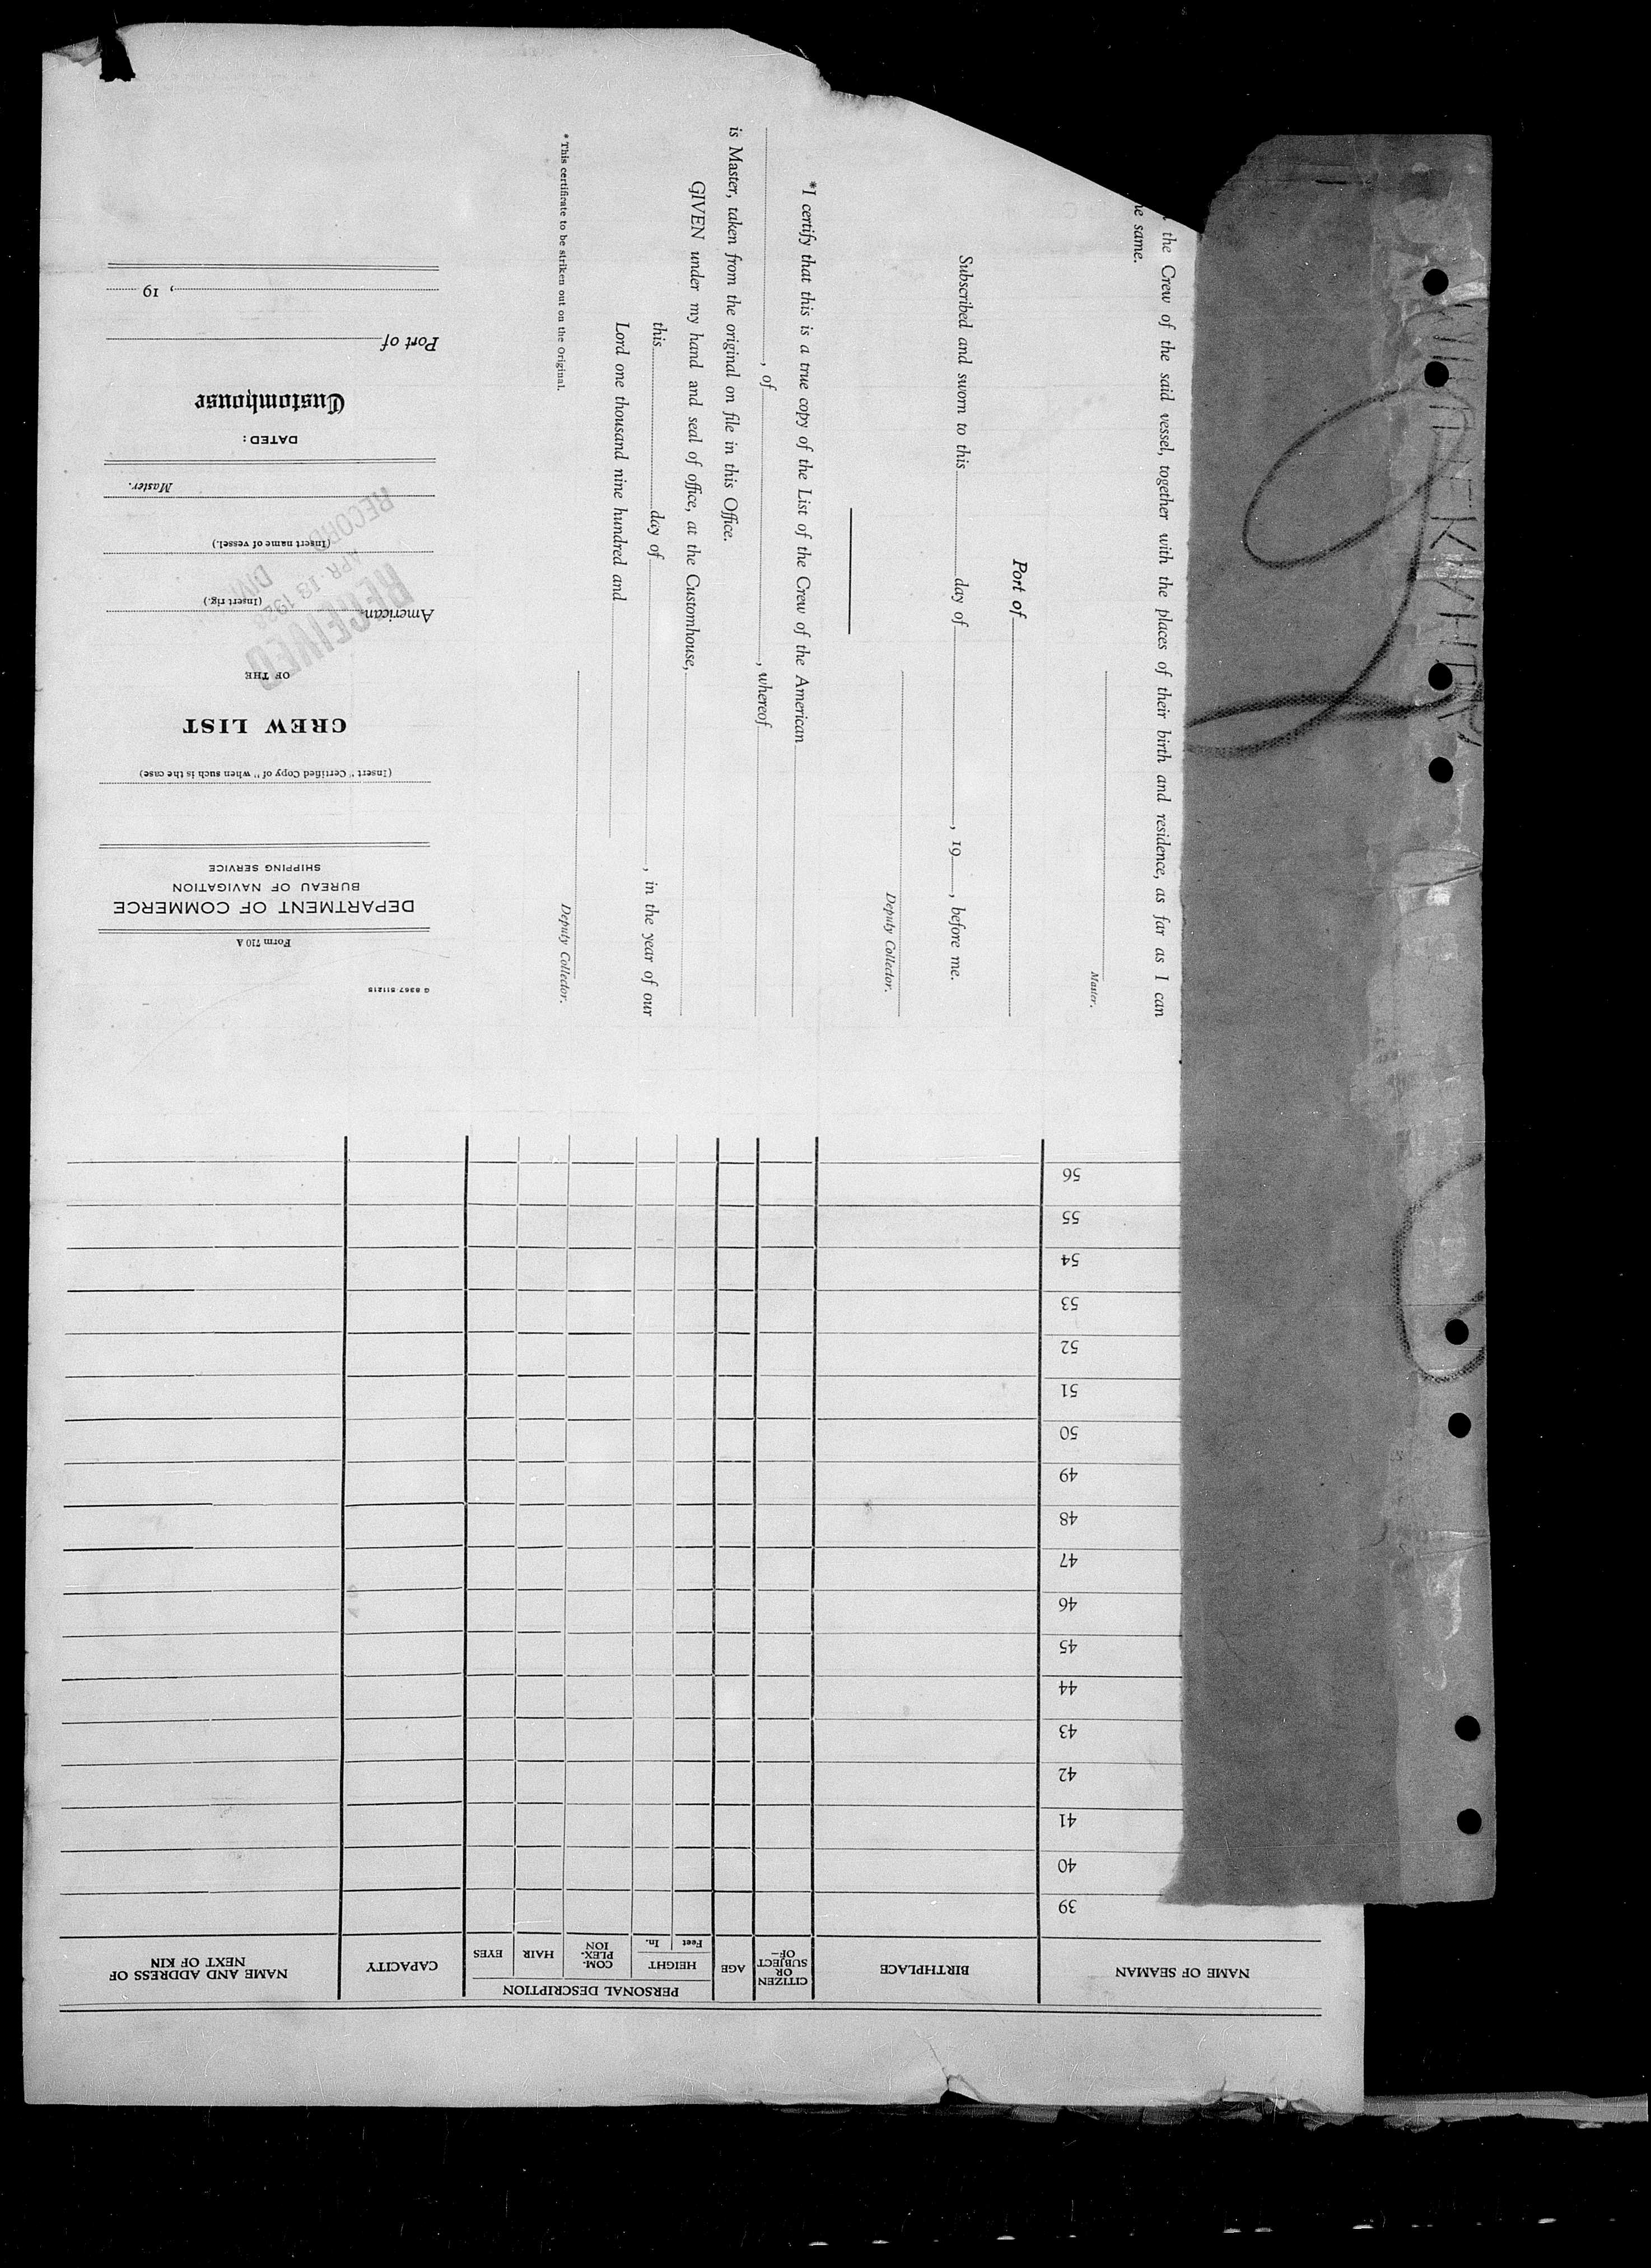 the Crew of the said vessel, together with the places of their birth and residence, as far as I can
the same.
Master.
Port of
Subscribed and sworn to this day of , 19 , before me.
Deputy Collector.
*I certify that this is a true copy of the List of the Crew of the American
, of , whereof
is Master, taken from the original on file in this Office.
GIVEN under my hand and seal of office, at the Customhouse,
this day of , in the year of our
Lord one thousand nine hundred and
Deputy Collector.
*This certificate to be striken out on the Original.
G 8367-511215
Form 710 A
DEPARTMENT OF COMMERCE
BUREAU OF NAVIGATION
SHIPPING SERVICE
(Insert "Certified Copy of" when such is the case)
CREW LIST
OF THE
American
(Insert rig.)
(Insert name of vessel.)
Master.
RECEIVED
APR. 13
RECORD
DATED:
Customhouse
Port of
, 19
NAME OF SEAMAN
BIRTHPLACE
CITIZEN OR SUBJECT OF—
AGE
PERSONAL DESCRIPTION
HEIGHT
Feet
In.
COM-PLEX-ION
HAIR
EYES
CAPACITY
NAME AND ADDRESS OF NEXT OF KIN
39
40
41
42
43
44
45
46
47
48
49
50
51
52
53
54
55
56